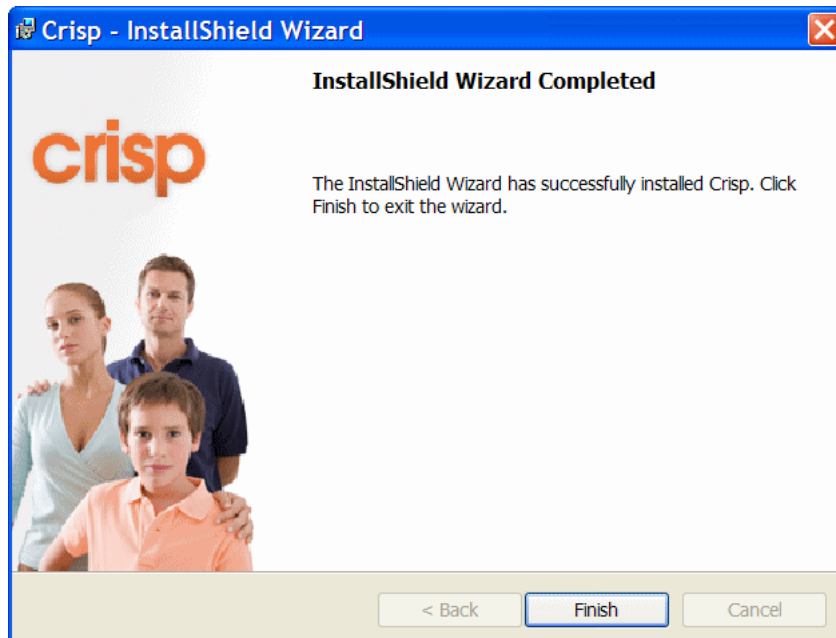 Crisp - InstallShield Wizard
InstallShield Wizard Completed
crisp
The InstallShield Wizard has successfully installed Crisp. Click
Finish to exit the wizard.
< Back
Finish
Cancel